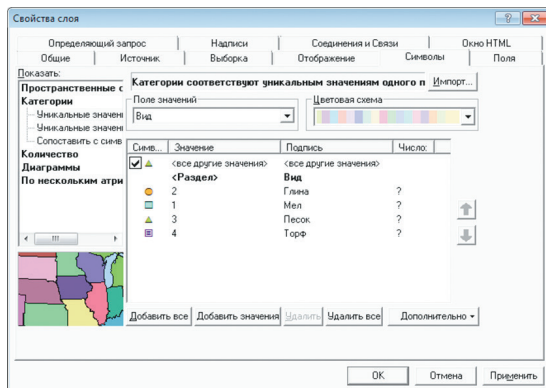 Свойства слоя
Определяющий запрос
Надписи
Соединения и Связи
Окно HTML
Общие
Источник
Выборка
Отображение
Символы
Поля
Показать:
Пространственные с
Категории
Уникальные значен
Уникальные значен
Сопоставить с симв
Количество
Диаграммы
По нескольким атри
Категории соответствуют уникальным значениям одного п
Импорт...
Поле значений
Вид
Цветовая схема
Симв... Значение Подпись Число:
<все другие значения> <все другие значения>
<Раздел> Вид
2 Глина ?
1 Мел ?
3 Песок ?
4 Торф ?
Добавить все Добавить значения Удалить Удалить все Дополнительно
ОК Отмена Применить